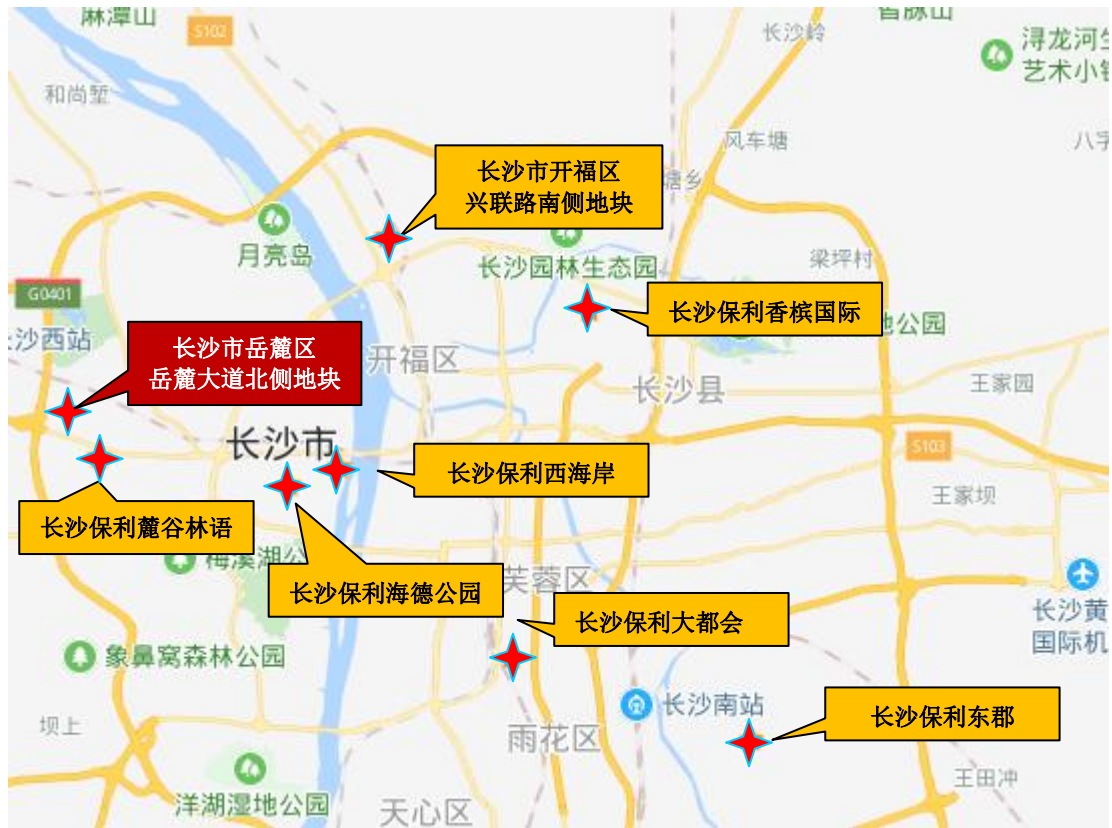 麻潭山
S102
长沙岭
浔龙河生
艺术小镇
和尚堑
风车塘
八字
长沙市开福区
兴联路南侧地块
塘乡
月亮岛
长沙园林生态园
梁坪村
G0401
长沙保利香槟国际
地公园
沙西站
长沙市岳麓区
岳麓大道北侧地块
开福区
长沙县
王家园
长沙市
S103
长沙保利西海岸
王家坝
长沙保利麓谷林语
梅溪湖公
芙蓉区
长沙保利海德公园
长沙保利大都会
长沙黄
国际机
象鼻窝森林公园
长沙南站
长沙保利东郡
坝上
雨花区
王田冲
洋湖湿地公园
天心区